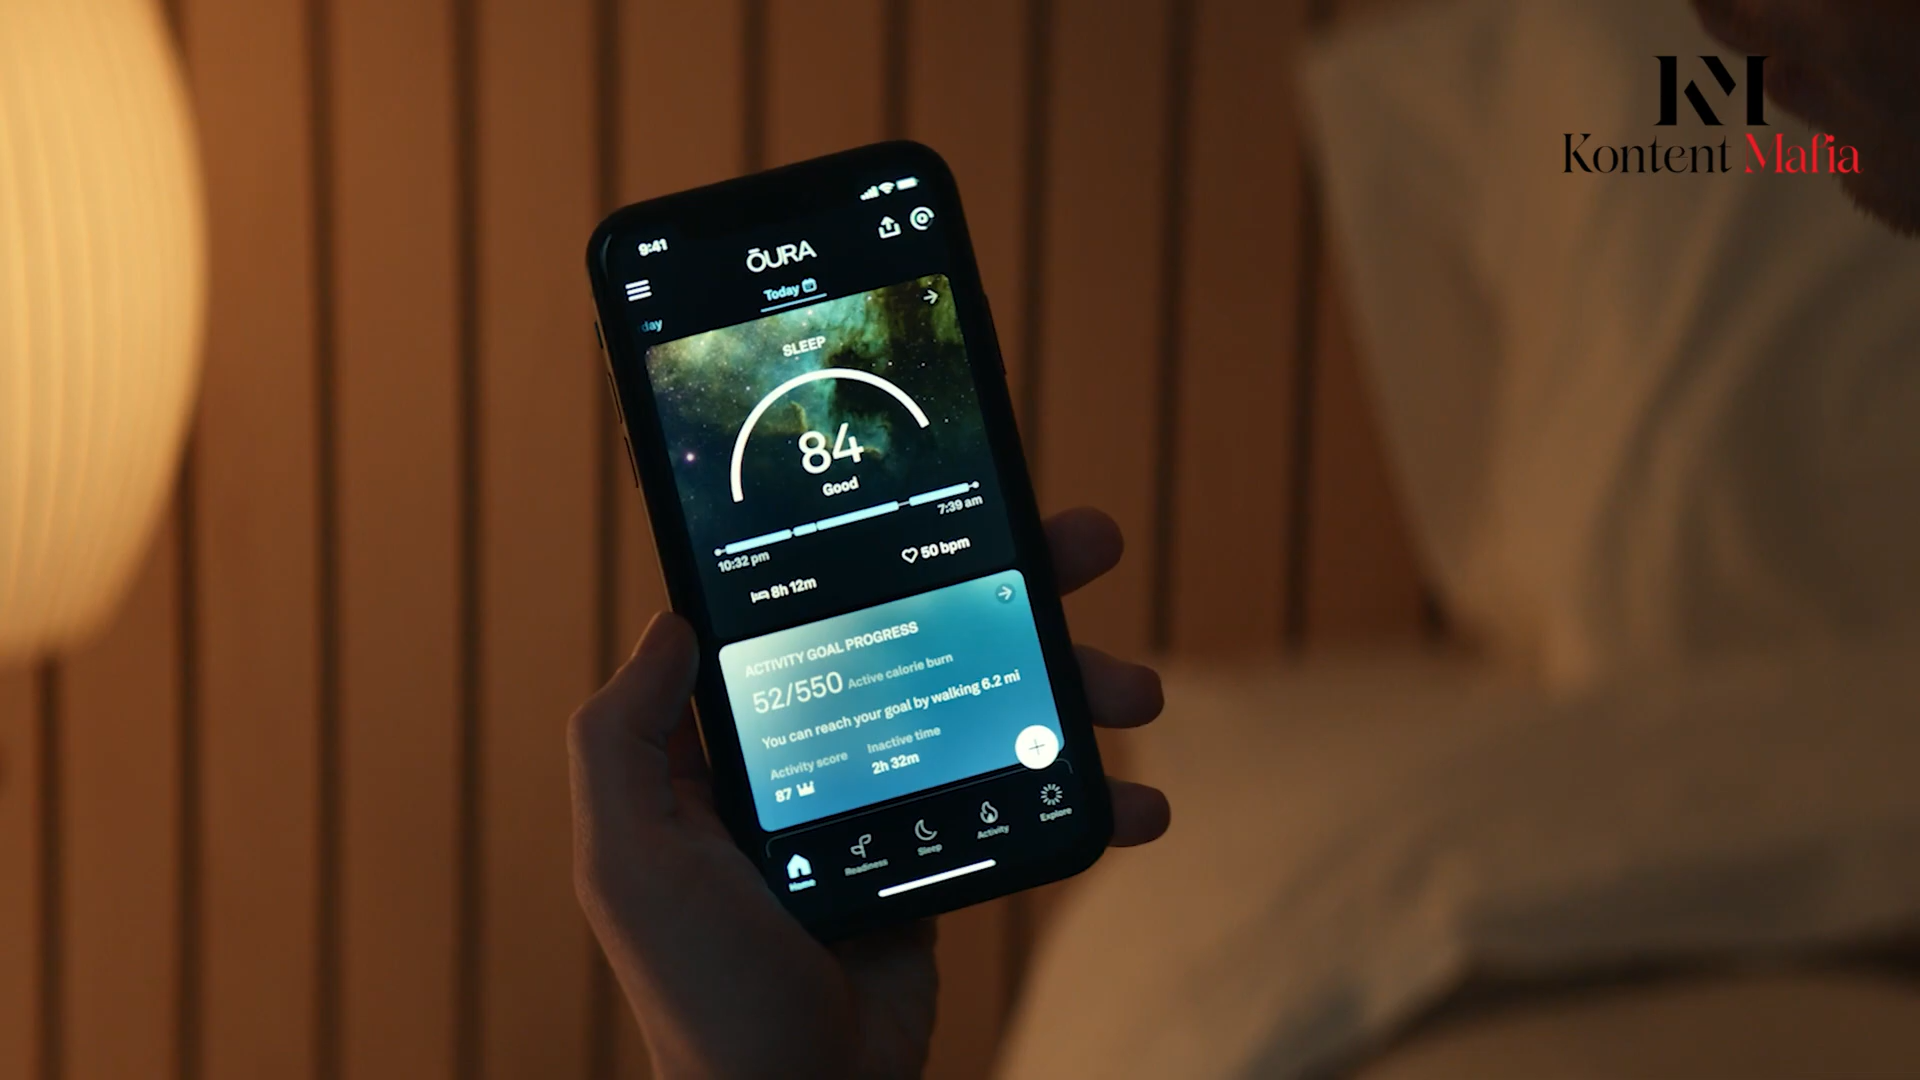 KM
Kontent Mafia
9:41
ŌURA
Today
day
SLEEP
84
Good
10:32 pm
7:39 am
8h 12m
50 bpm
ACTIVITY GOAL PROGRESS
52/550 Active calorie burn
You can reach your goal by walking 6.2 mi
Activity score
Inactive time
87
2h 32m
Home
Readiness
Sleep
Activity
Explore